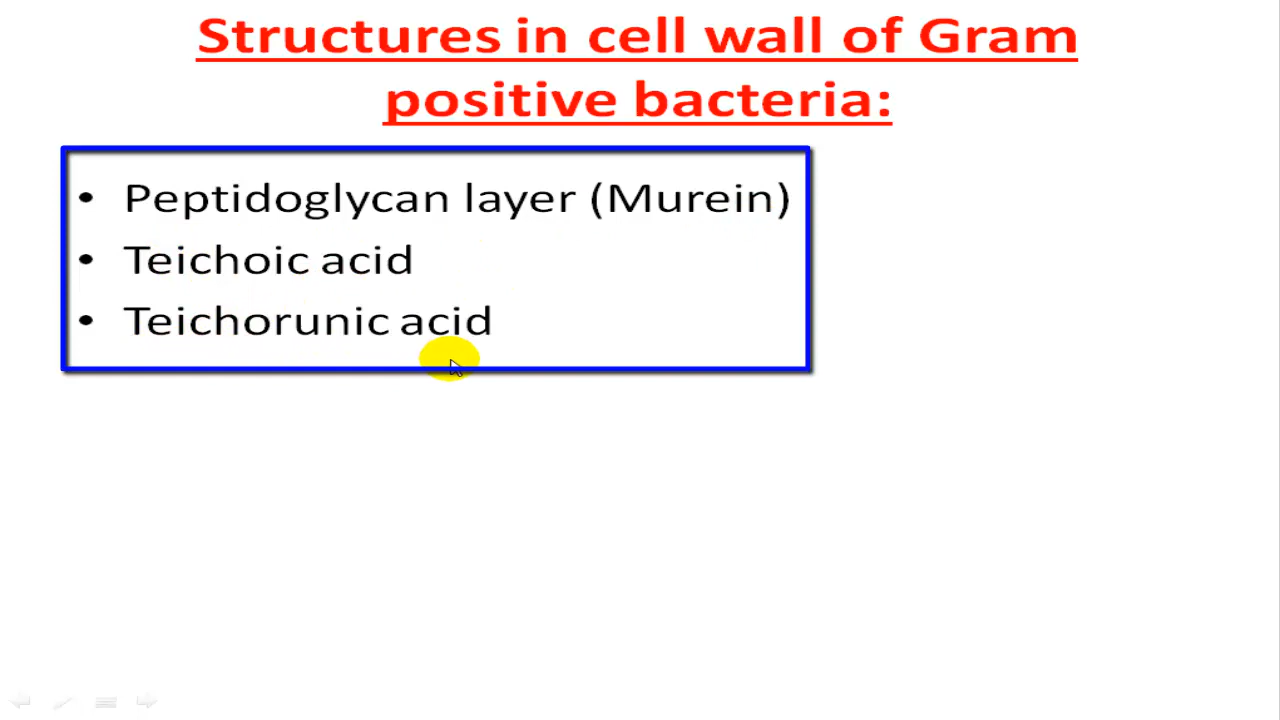 Structures in cell wall of Gram
positive bacteria:
• Peptidoglycan layer (Murein)
• Teichoic acid
• Teichorunic acid